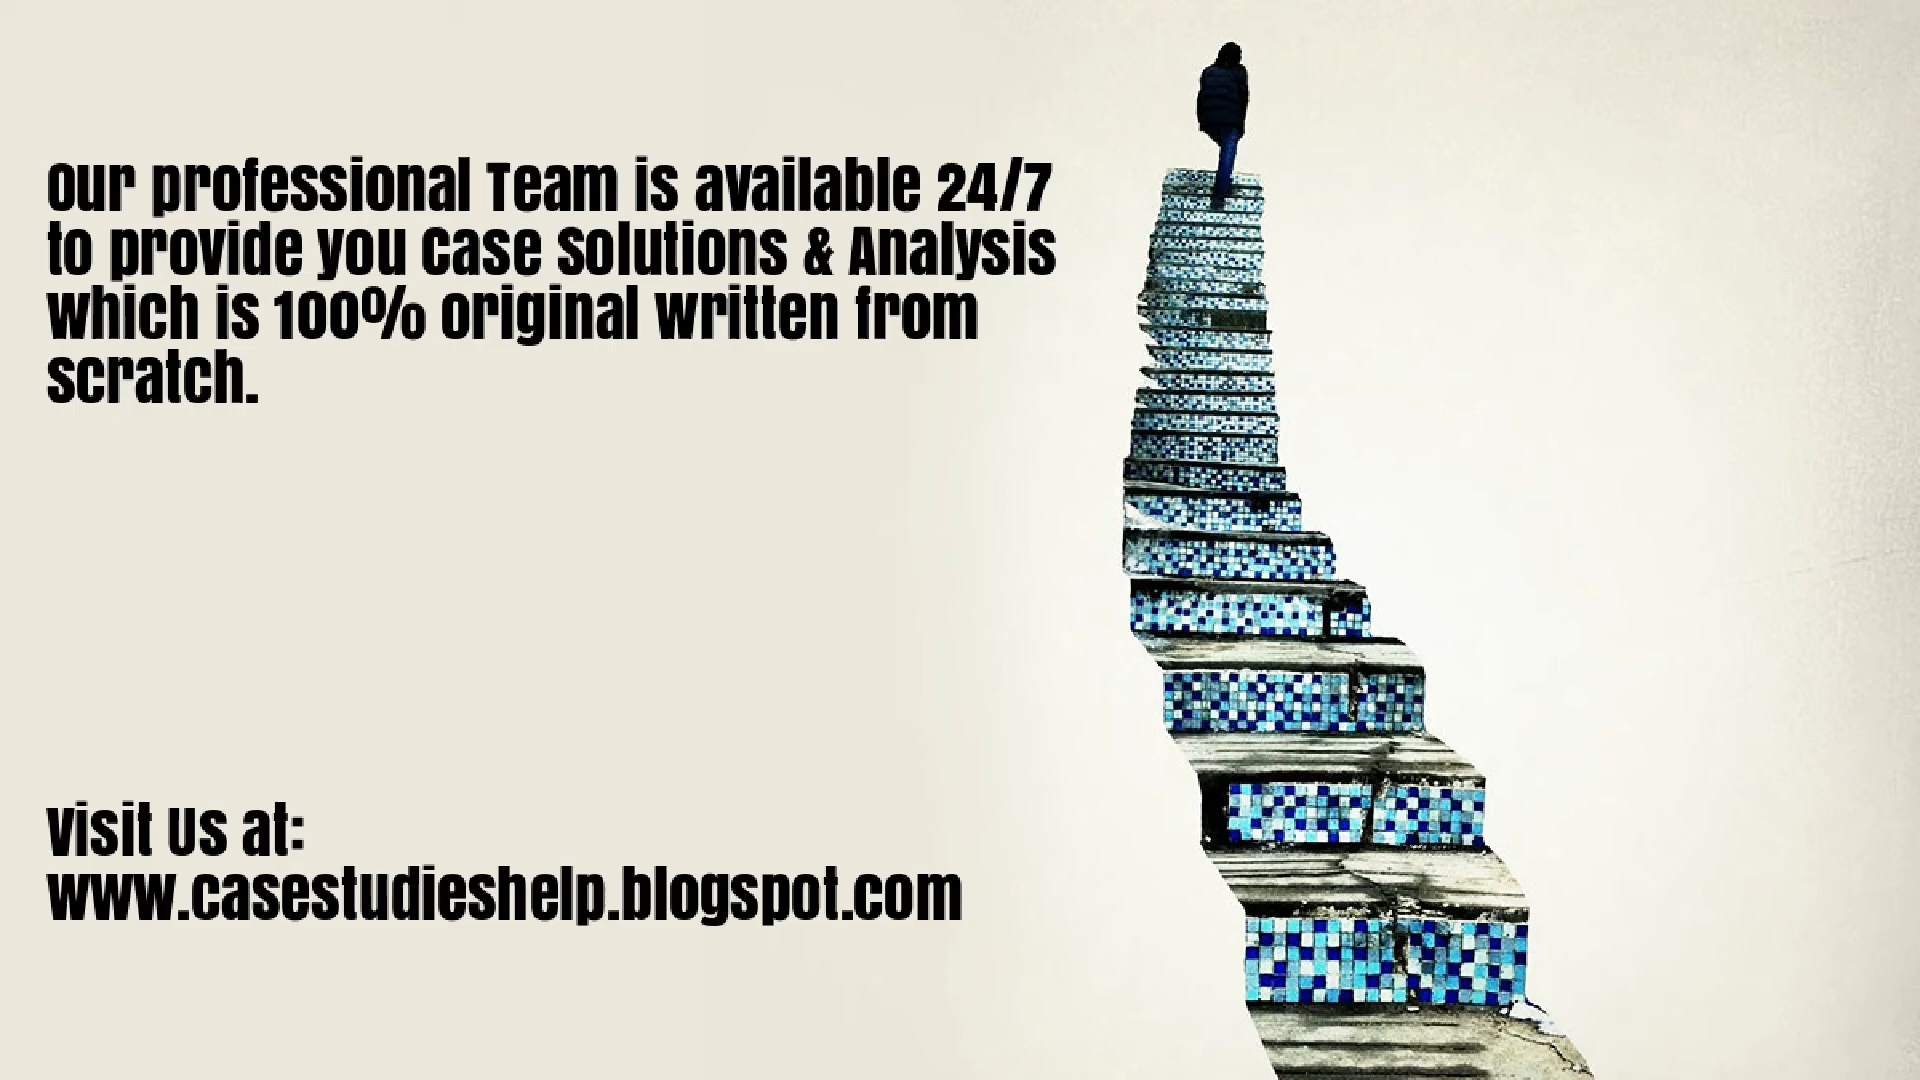 Our professional Team is available 24/7
to provide you Case Solutions & Analysis
which is 100% original written from
scratch.
Visit Us at:
www.casestudieshelp.blogspot.com